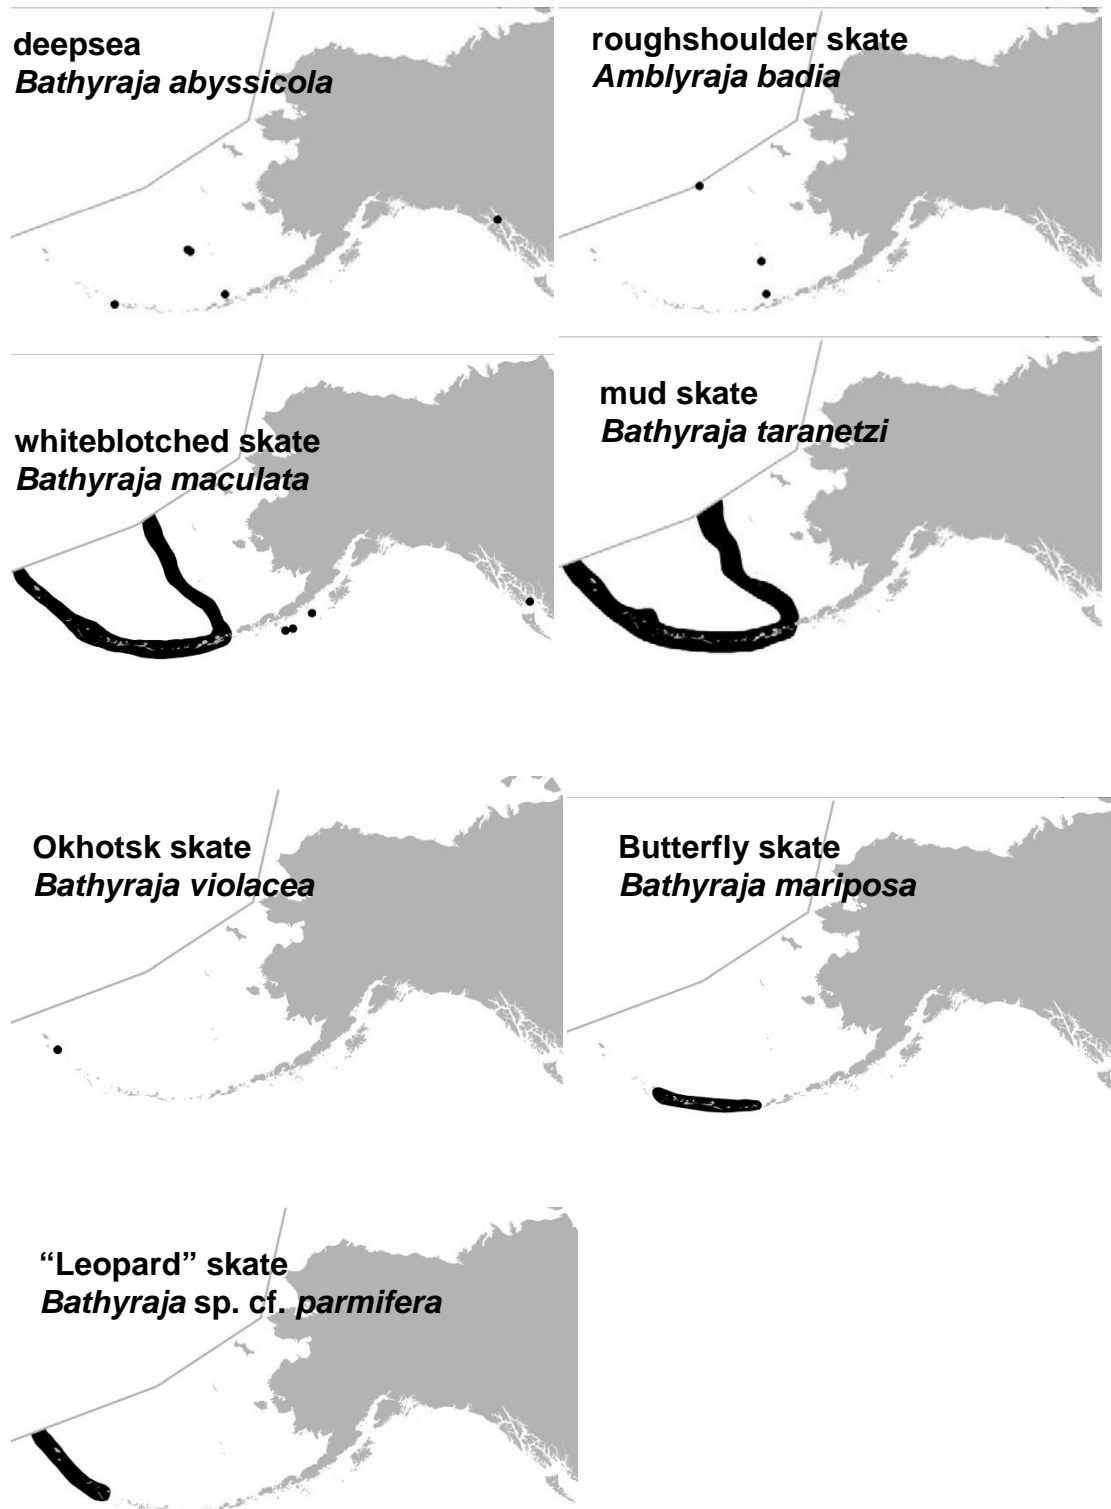 deepsea
Bathyraja abyssicola
roughshoulder skate
Amblyraja badia
whiteblotched skate
Bathyraja maculata
mud skate
Bathyraja taranetzi
Okhotsk skate
Bathyraja violacea
Butterfly skate
Bathyraja mariposa
“Leopard” skate
Bathyraja sp. cf. parmifera